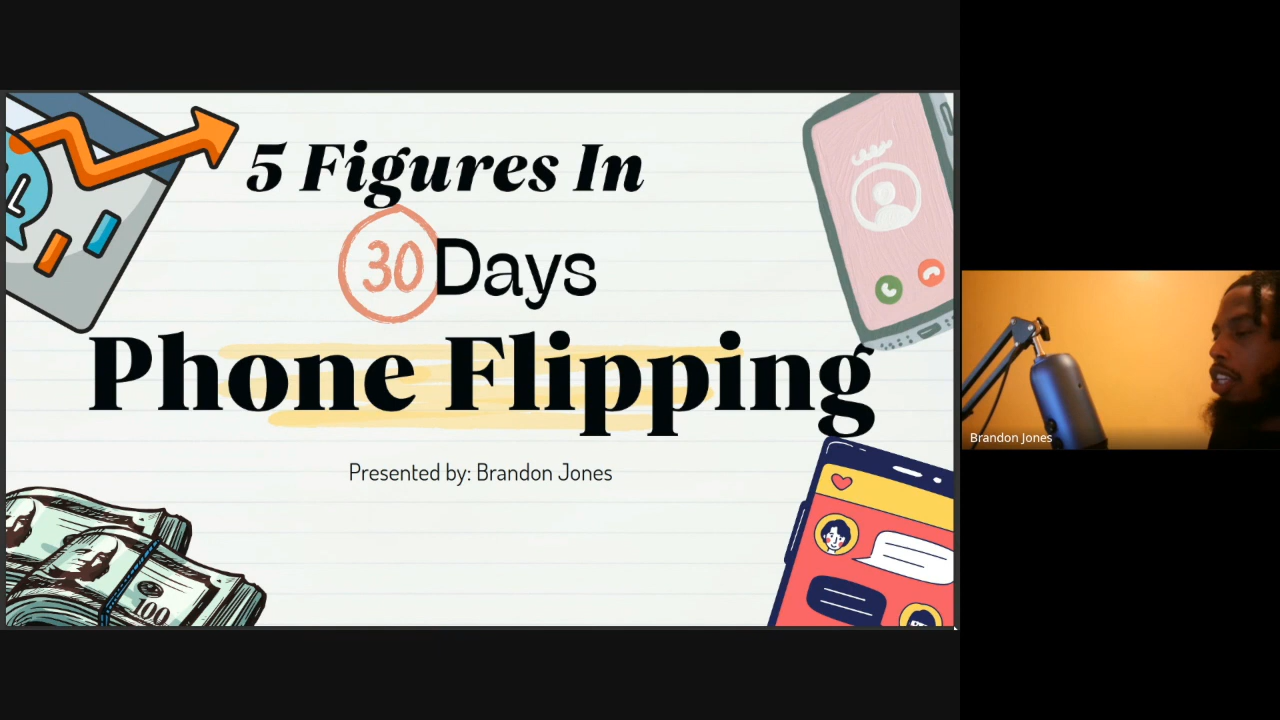 5 Figures In
30 Days
Phone Flipping
Presented by: Brandon Jones
100
Brandon Jones